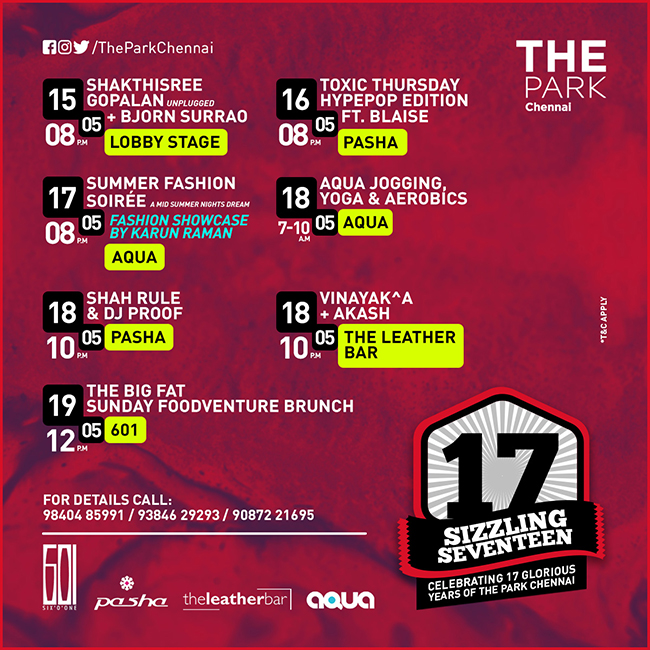 /TheParkChennai
THE
PARK
Chennai
15 05
08 P.M
SHAKTHISREE
GOPALAN UNPLUGGED
+ BJORN SURRAO
LOBBY STAGE
16 05
08 P.M
TOXIC THURSDAY
HYPEPOP EDITION
FT. BLAISE
PASHA
17 05
08 P.M
SUMMER FASHION
SOIRÉE A MID SUMMER NIGHTS DREAM
FASHION SHOWCASE
BY KARUN RAMAN
AQUA
18 05
7-10 A.M
AQUA JOGGING,
YOGA & AEROBICS
AQUA
18 05
10 P.M
SHAH RULE
& DJ PROOF
PASHA
18 05
10 P.M
VINAYAK^A
+ AKASH
THE LEATHER
BAR
*T&C APPLY
19 05
12 P.M
THE BIG FAT
SUNDAY FOODVENTURE BRUNCH
601
17
SIZZLING
SEVENTEEN
CELEBRATING 17 GLORIOUS
YEARS OF THE PARK CHENNAI
FOR DETAILS CALL:
9840485991 / 93846 29293 / 90872 21695
601
SIX'O'ONE
pasha
theleatherbar
aqua